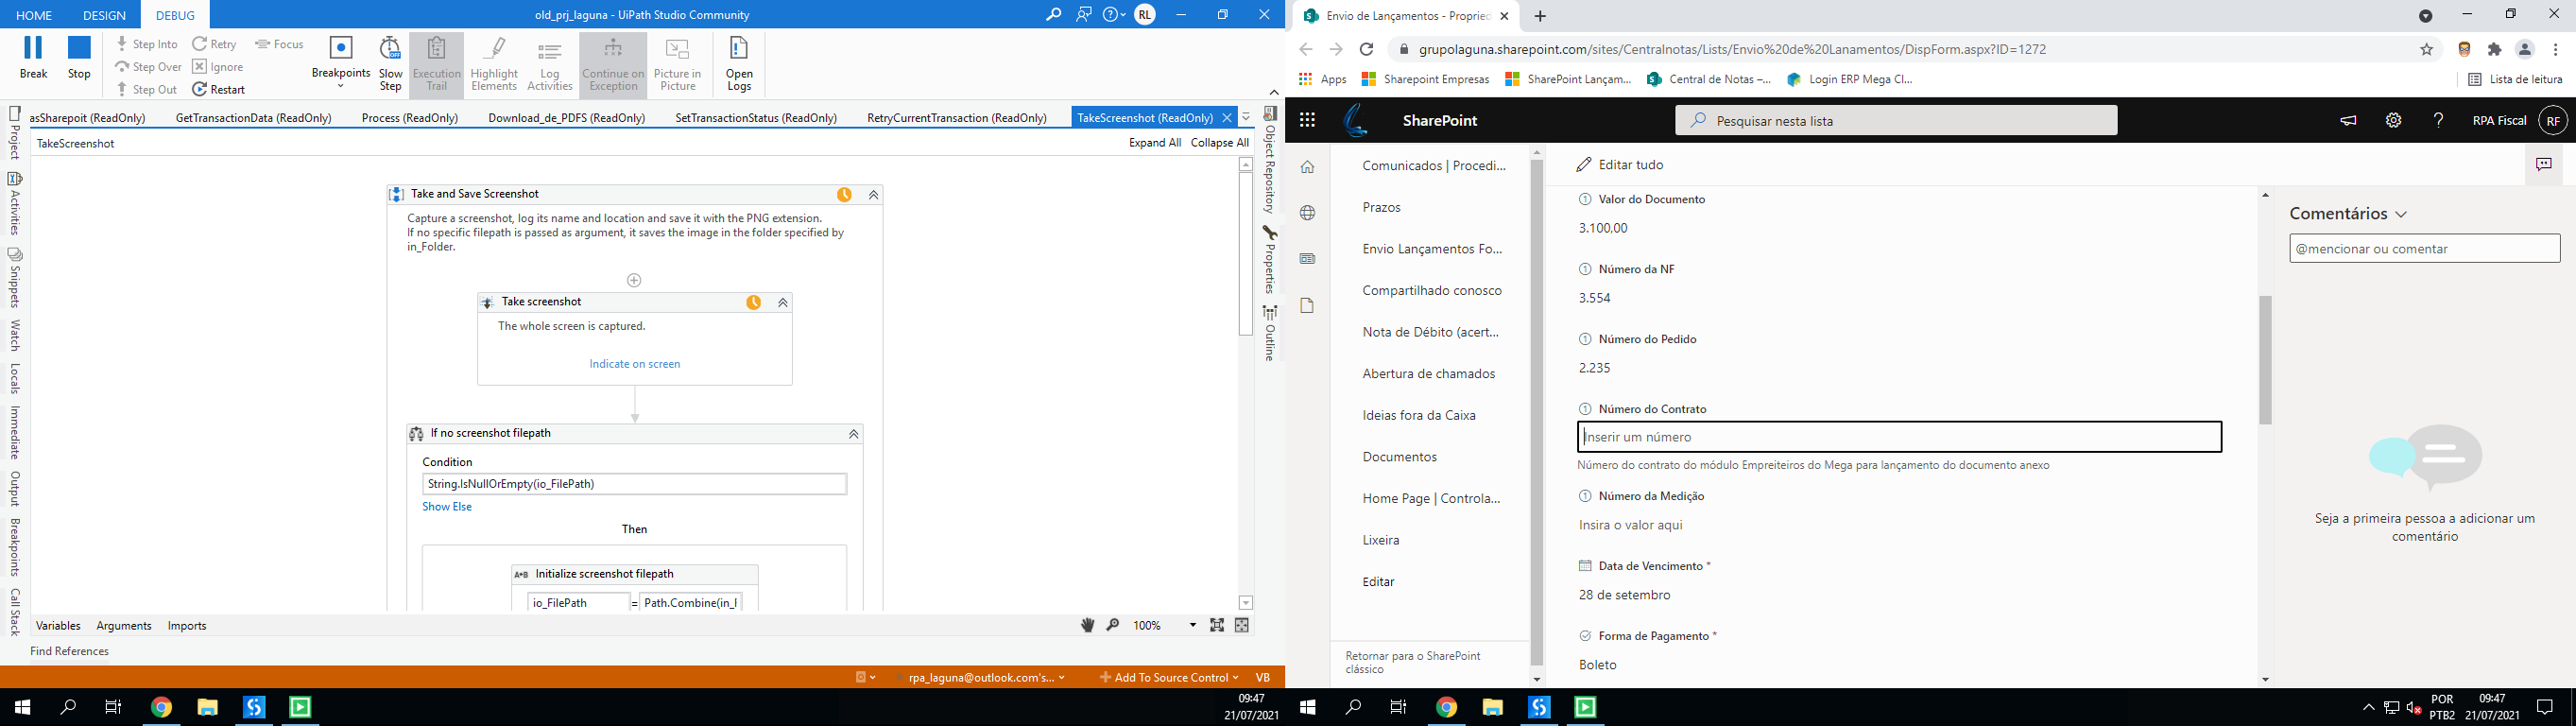 HOME DESIGN DEBUG
old_prj_laguna - UiPath Studio Community
RL
Break
Stop
Step Into
Step Over
Step Out
Retry
Ignore
Restart
Focus
Breakpoints
Slow Step
Execution Trail
Highlight Elements
Log Activities
Continue on Exception
Picture in Picture
Open Logs
asSharepoit (ReadOnly)
GetTransactionData (ReadOnly)
Process (ReadOnly)
Download_de_PDFS (ReadOnly)
SetTransactionStatus (ReadOnly)
RetryCurrentTransaction (ReadOnly)
TakeScreenshot (ReadOnly)
TakeScreenshot
Expand All Collapse All
Project
Activities
Snippets
Watch
Locals
Immediate
Output
Breakpoints
Call Stack
Object Repository
Properties
Outline
Take and Save Screenshot
Capture a screenshot, log its name and location and save it with the PNG extension.
If no specific filepath is passed as argument, it saves the image in the folder specified by
in_Folder.
Take screenshot
The whole screen is captured.
Indicate on screen
If no screenshot filepath
Condition
String.IsNullOrEmpty(io_FilePath)
Show Else
Then
A*B Initialize screenshot filepath
io_FilePath = Path.Combine(in_F
Variables Arguments Imports
100%
Find References
rpa_laguna@outlook.com's...
Add To Source Control
VB
09:47
21/07/2021
Envio de Lançamentos - Propried
grupolaguna.sharepoint.com/sites/Centralnotas/Lists/Envio%20de%20Lanamentos/DispForm.aspx?ID=1272
Apps
Sharepoint Empresas
SharePoint Lançam...
Central de Notas –...
Login ERP Mega Cl...
Lista de leitura
SharePoint
Pesquisar nesta lista
RPA Fiscal
RF
Comunicados | Procedi...
Prazos
Envio Lançamentos Fo...
Compartilhado conosco
Nota de Débito (acert...
Abertura de chamados
Ideias fora da Caixa
Documentos
Home Page | Controla...
Lixeira
Editar
Retornar para o SharePoint
clássico
Editar tudo
Valor do Documento
3.100,00
Número da NF
3.554
Número do Pedido
2.235
Número do Contrato
Inserir um número
Número do contrato do módulo Empreiteiros do Mega para lançamento do documento anexo
Número da Medição
Insira o valor aqui
Data de Vencimento *
28 de setembro
Forma de Pagamento *
Boleto
Comentários
@mencionar ou comentar
Seja a primeira pessoa a adicionar um
comentário
POR
PTB2
09:47
21/07/2021